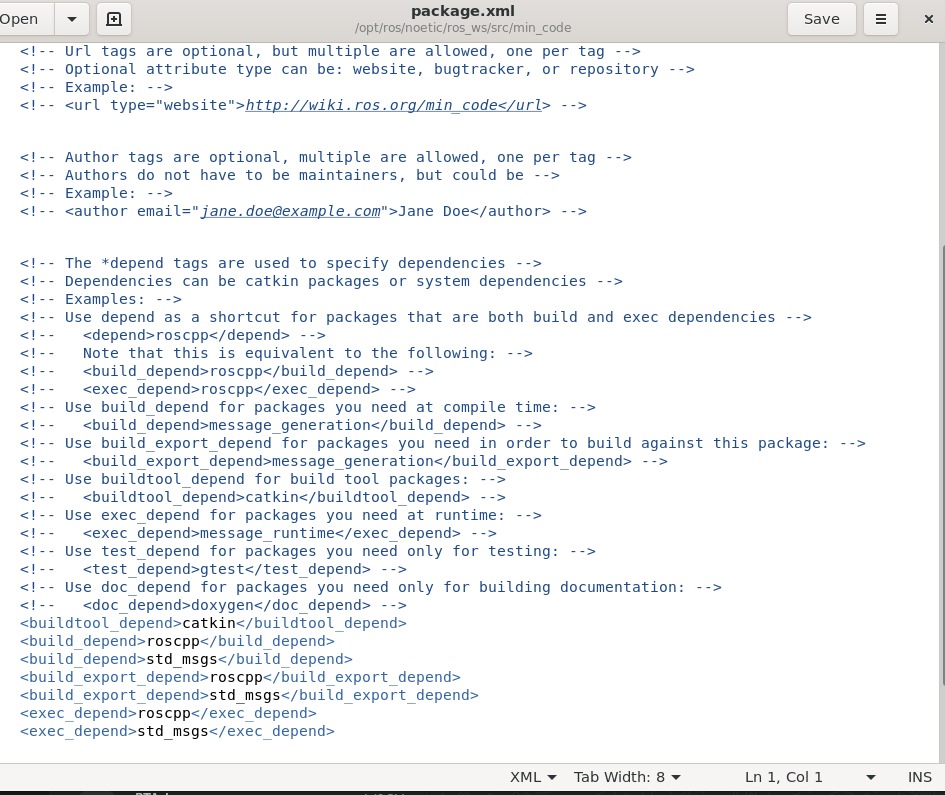 Open
package.xml
/opt/ros/noetic/ros_ws/src/min_code
Save
<!-- Url tags are optional, but multiple are allowed, one per tag -->
<!-- Optional attribute type can be: website, bugtracker, or repository -->
<!-- Example: -->
<!-- <url type="website">http://wiki.ros.org/min_code</url> -->
<!-- Author tags are optional, multiple are allowed, one per tag -->
<!-- Authors do not have to be maintainers, but could be -->
<!-- Example: -->
<!-- <author email="jane.doe@example.com">Jane Doe</author> -->
<!-- The *depend tags are used to specify dependencies -->
<!-- Dependencies can be catkin packages or system dependencies -->
<!-- Examples: -->
<!-- Use depend as a shortcut for packages that are both build and exec dependencies -->
<!--   <depend>roscpp</depend> -->
<!--   Note that this is equivalent to the following: -->
<!--   <build_depend>roscpp</build_depend> -->
<!--   <exec_depend>roscpp</exec_depend> -->
<!-- Use build_depend for packages you need at compile time: -->
<!--   <build_depend>message_generation</build_depend> -->
<!-- Use build_export_depend for packages you need in order to build against this package: -->
<!--   <build_export_depend>message_generation</build_export_depend> -->
<!-- Use buildtool_depend for build tool packages: -->
<!--   <buildtool_depend>catkin</buildtool_depend> -->
<!-- Use exec_depend for packages you need at runtime: -->
<!--   <exec_depend>message_runtime</exec_depend> -->
<!-- Use test_depend for packages you need only for testing: -->
<!--   <test_depend>gtest</test_depend> -->
<!-- Use doc_depend for packages you need only for building documentation: -->
<!--   <doc_depend>doxygen</doc_depend> -->
<buildtool_depend>catkin</buildtool_depend>
<build_depend>roscpp</build_depend>
<build_depend>std_msgs</build_depend>
<build_export_depend>roscpp</build_export_depend>
<build_export_depend>std_msgs</build_export_depend>
<exec_depend>roscpp</exec_depend>
<exec_depend>std_msgs</exec_depend>
XML Tab Width: 8 Ln 1, Col 1 INS